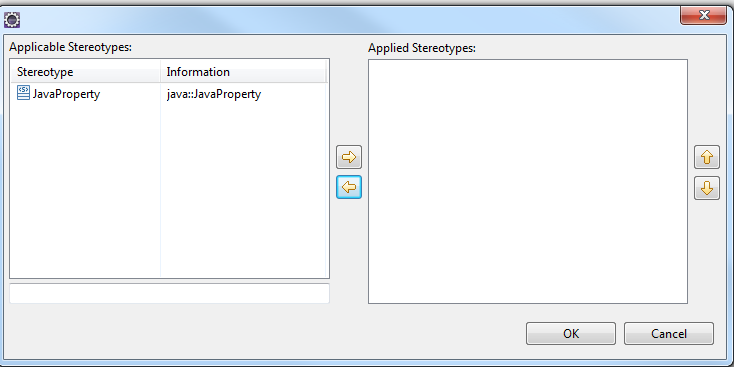 Applicable Stereotypes:
Applied Stereotypes:
Stereotype Information
JavaProperty java::JavaProperty
OK Cancel